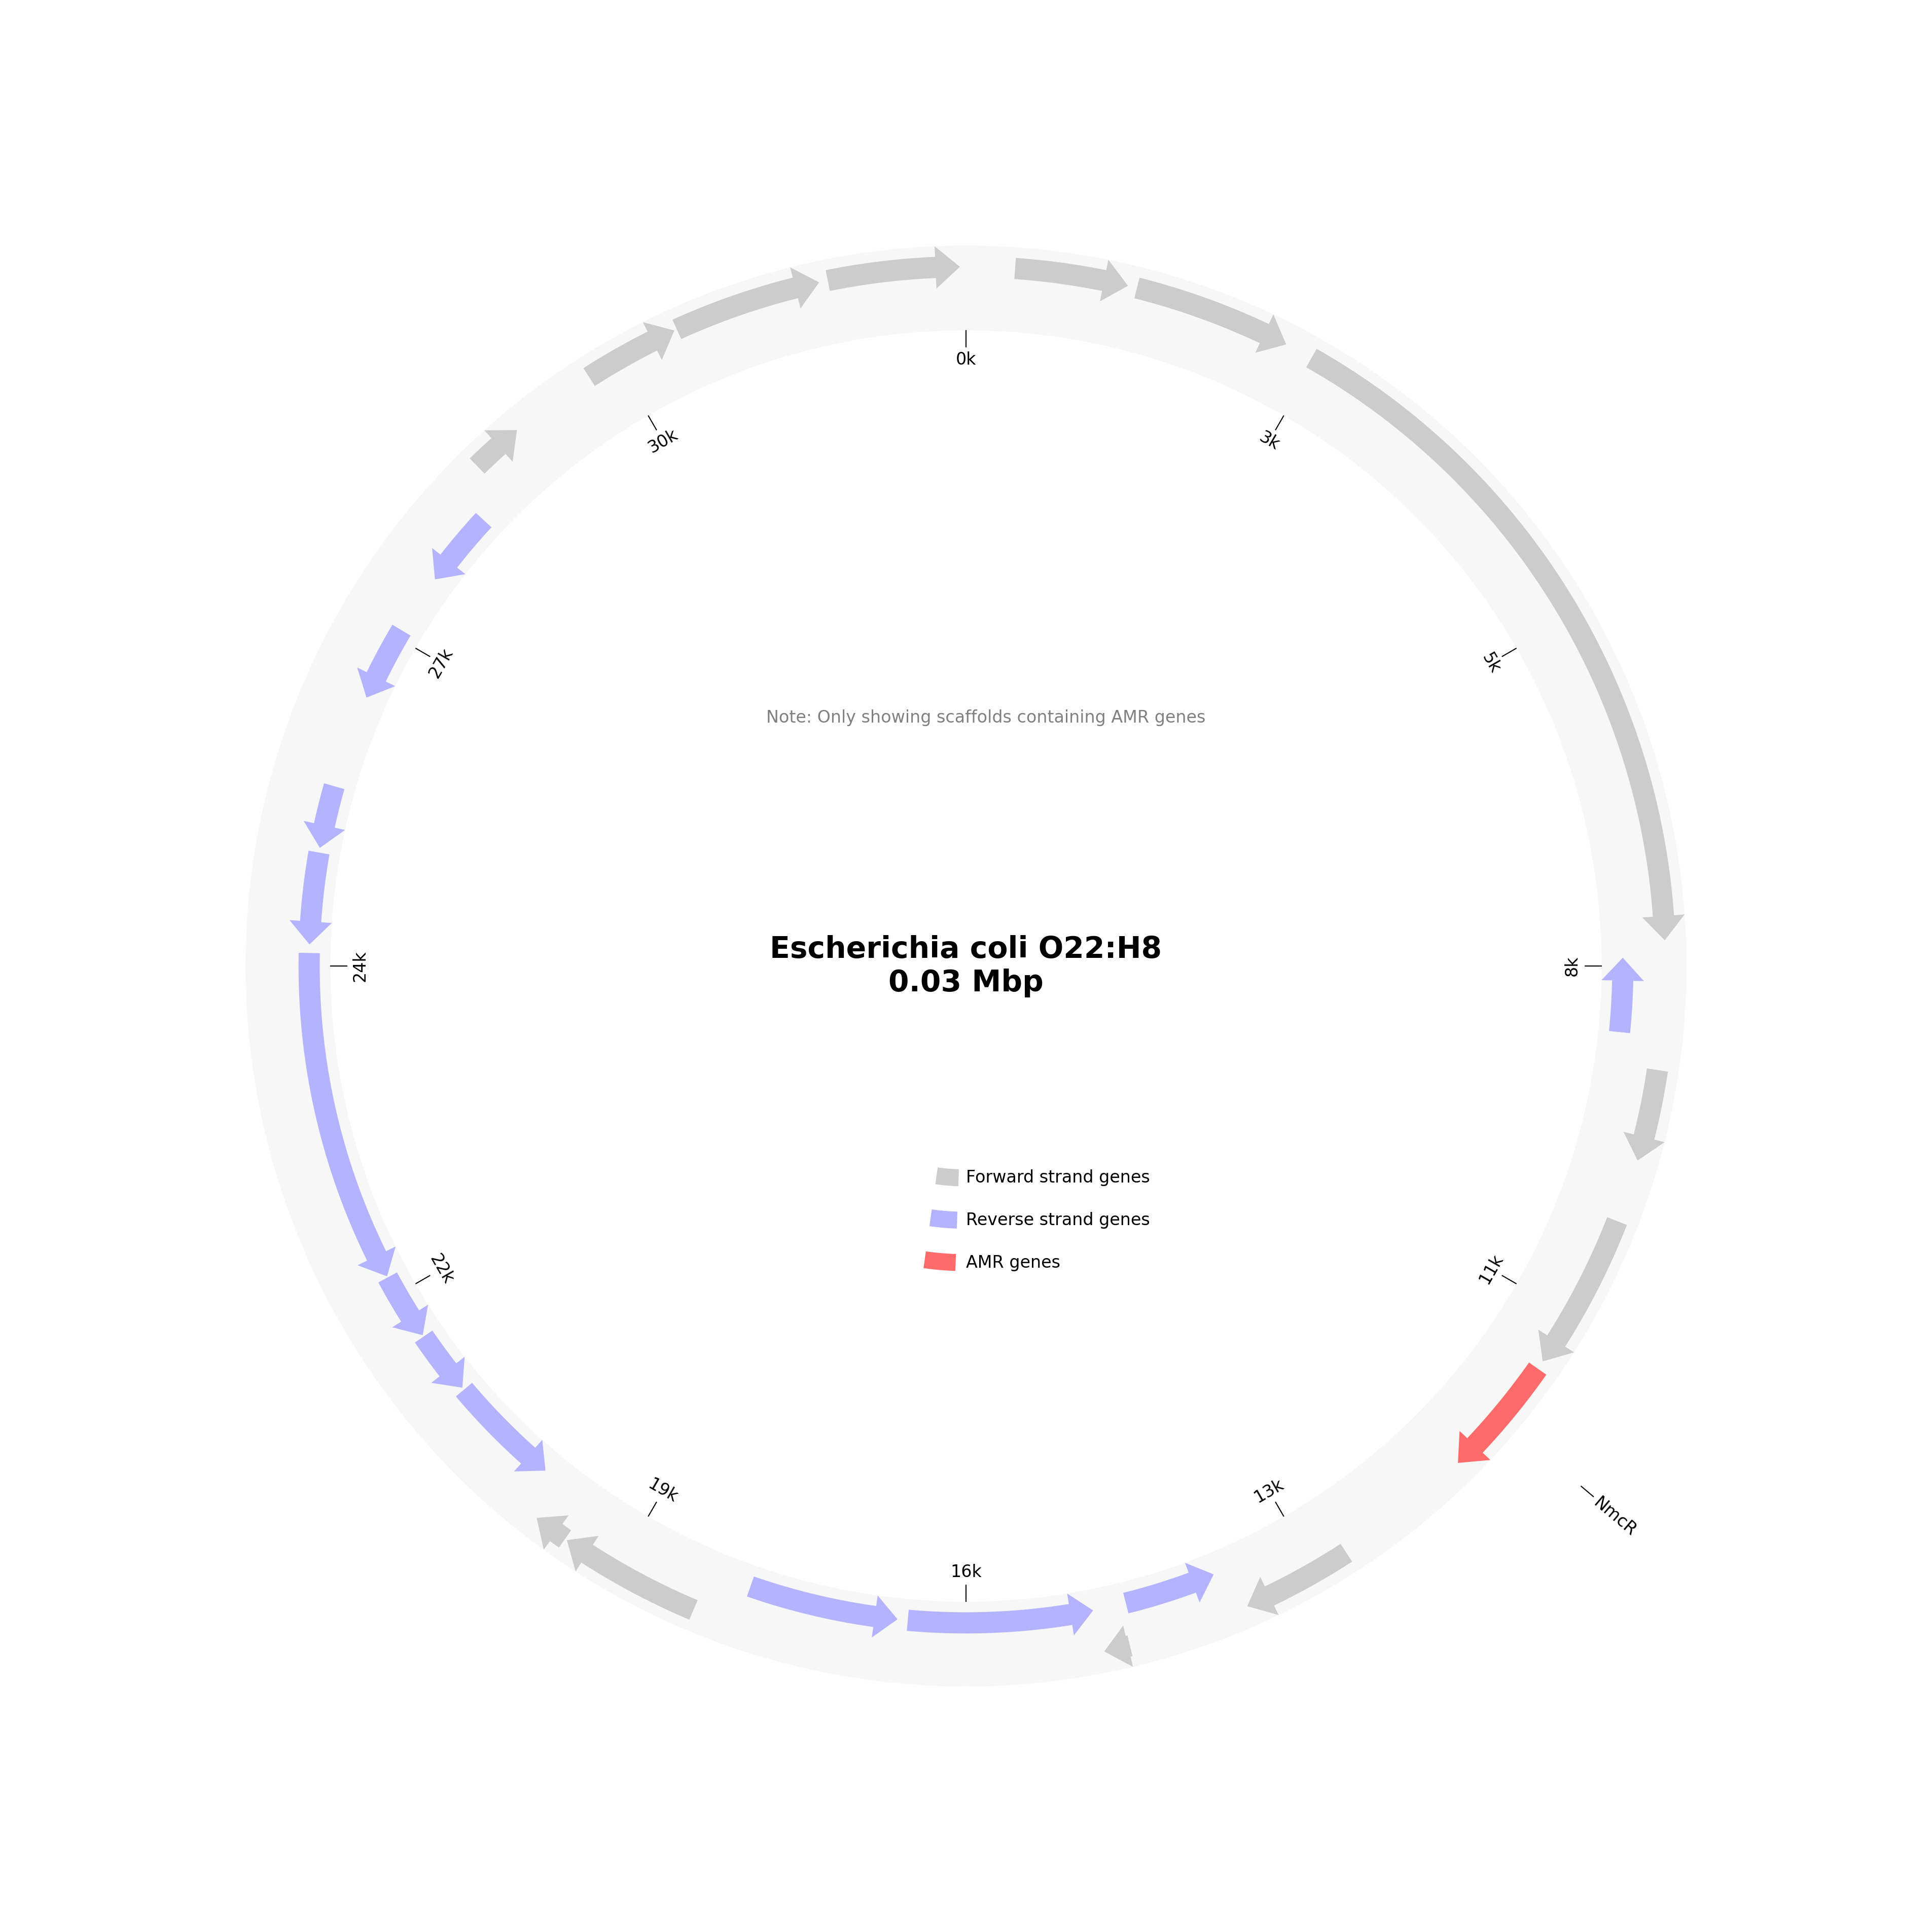 0k
3k
5k
8k
11k
13k
16k
19k
22k
24k
27k
30k
NmcR
Note: Only showing scaffolds containing AMR genes
Escherichia coli O22:H8
0.03 Mbp
Forward strand genes
Reverse strand genes
AMR genes